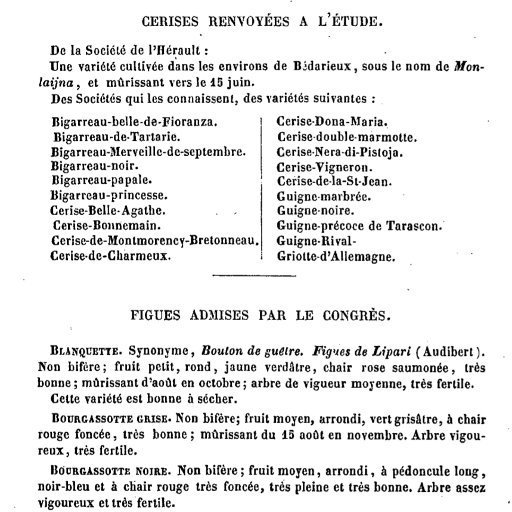 CERISES RENVOYÉES A L'ÉTUDE.
De la Société de l'Hérault :
Une variété cultivée dans les environs de Bédarieux, sous le nom de Mon-
laijna, et mûrissant vers le 15 juin.
Des Sociétés qui les connaissent, des variétés suivantes :
Bigarreau-belle-de-Fioranza.
Bigarreau-de-Tartarie.
Bigarreau-Merveille-de-septembre.
Bigarreau-noir.
Bigarreau-papale.
Bigarreau-princesse.
Cerise-Belle-Agathe.
Cerise-Bonnemain.
Cerise-de-Montmorency-Bretonneau.
Cerise-de-Charmeux.
Cerise-Dona-Maria.
Cerise-double-marmotte.
Cerise-Nera-di-Pistoja.
Cerise-Vigneron.
Cerise-de-la-St-Jean.
Guigne-marbrée.
Guigne-noire.
Guigne-précoce de Tarascon.
Guigne-Rival-
Griotte-d'Allemagne.
FIGUES ADMISES PAR LE CONGRÈS.
BLANQUETTE. Synonyme, Bouton de guêtre. Figues de Lipari (Audibert).
Non bifère; fruit petit, rond, jaune verdâtre, chair rose saumonée, très
bonne; mûrissant d'août en octobre; arbre de vigueur moyenne, très fertile.
Cette variété est bonne à sécher.
BOURGASSOTTE GRISE. Non bifère; fruit moyen, arrondi, vert grisâtre, à chair
rouge foncée, très bonne; mûrissant du 15 août en novembre. Arbre vigou-
reux, très fertile.
BOURGASSOTTE NOIRE. Non bifère; fruit moyen, arrondi, à pédoncule long,
noir-bleu et à chair rouge très foncée, très pleine et très bonne. Arbre assez
vigoureux et très fertile.